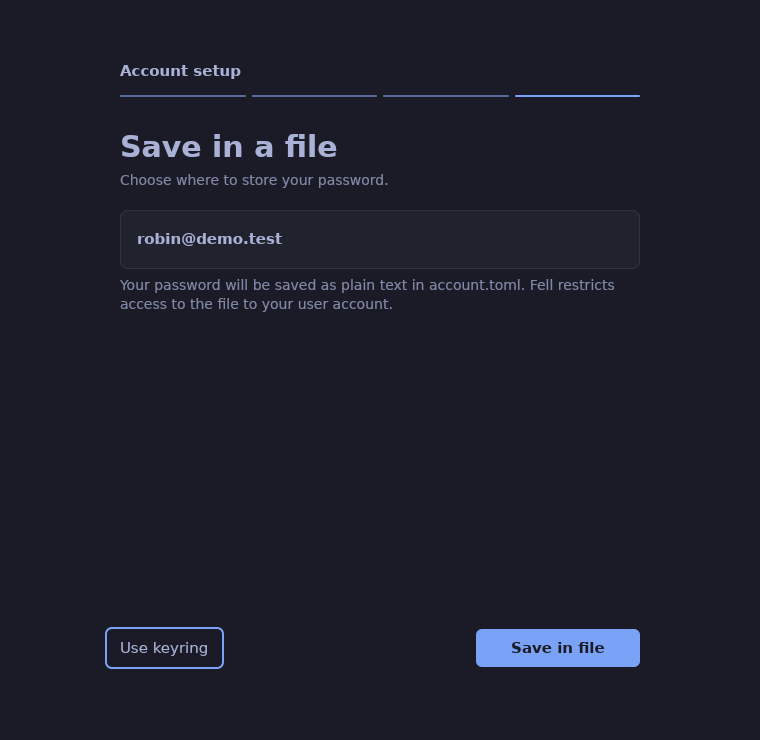 Account setup
Save in a file
Choose where to store your password.
robin@demo.test
Your password will be saved as plain text in account.toml. Fell restricts
access to the file to your user account.
Use keyring
Save in file